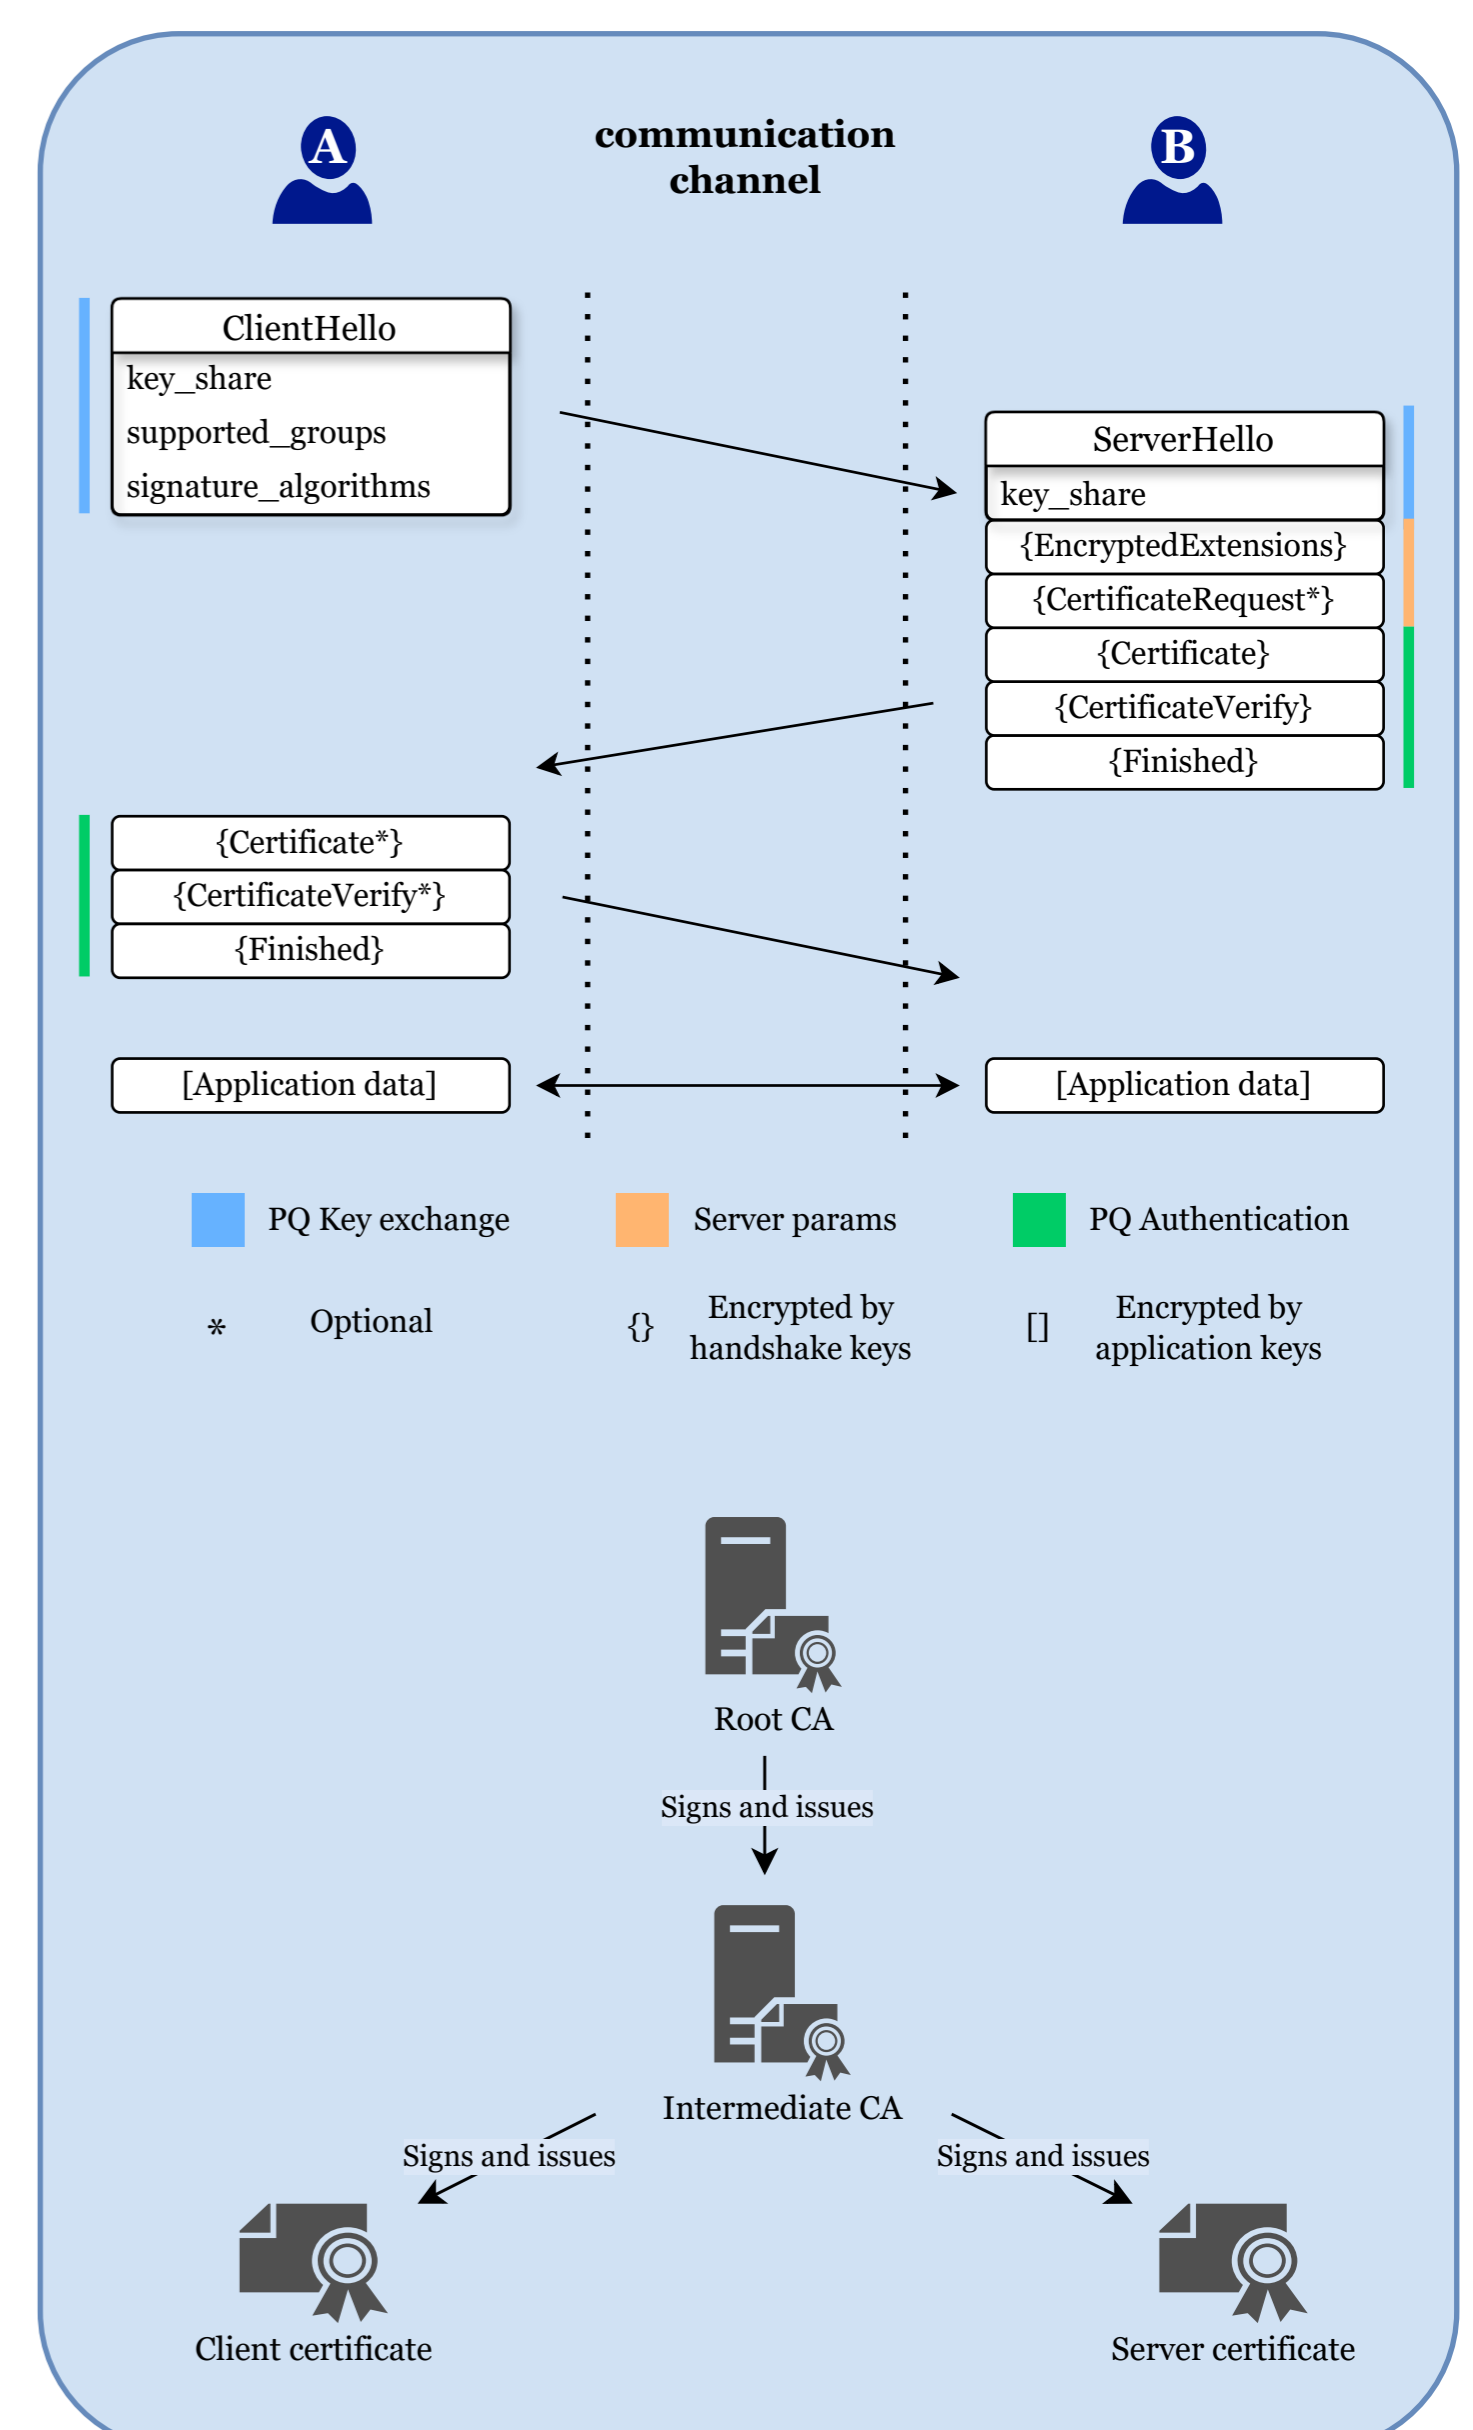 A
communication
channel
B
ClientHello
key_share
supported_groups
signature_algorithms
ServerHello
key_share
{EncryptedExtensions}
{CertificateRequest*}
{Certificate}
{CertificateVerify}
{Finished}
{Certificate*}
{CertificateVerify*}
{Finished}
[Application data]
[Application data]
PQ Key exchange
Server params
PQ Authentication
* Optional
{} Encrypted by
handshake keys
[] Encrypted by
application keys
Root CA
Signs and issues
Intermediate CA
Signs and issues
Signs and issues
Client certificate
Server certificate